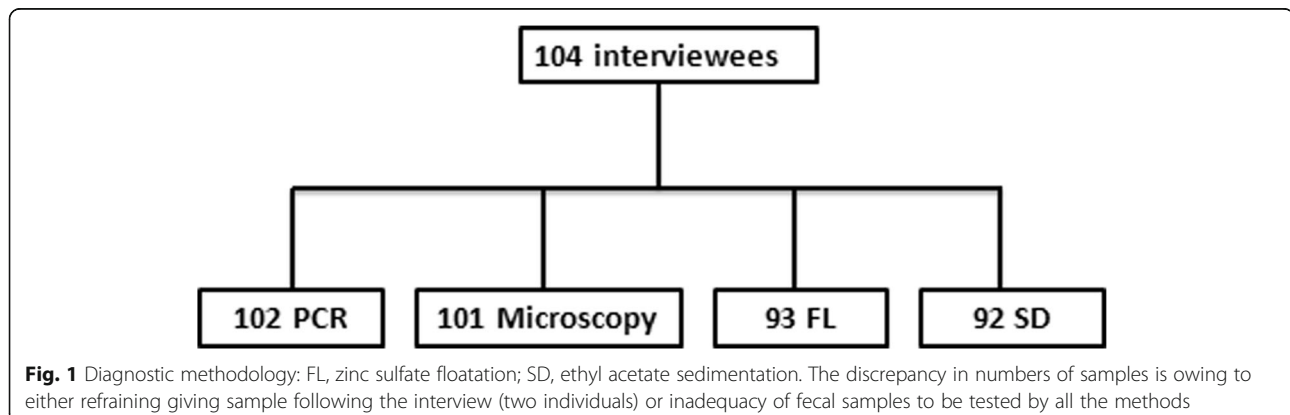 104 interviewees
102 PCR 101 Microscopy 93 FL 92 SD
Fig. 1 Diagnostic methodology: FL, zinc sulfate floatation; SD, ethyl acetate sedimentation. The discrepancy in numbers of samples is owing to
either refraining giving sample following the interview (two individuals) or inadequacy of fecal samples to be tested by all the methods